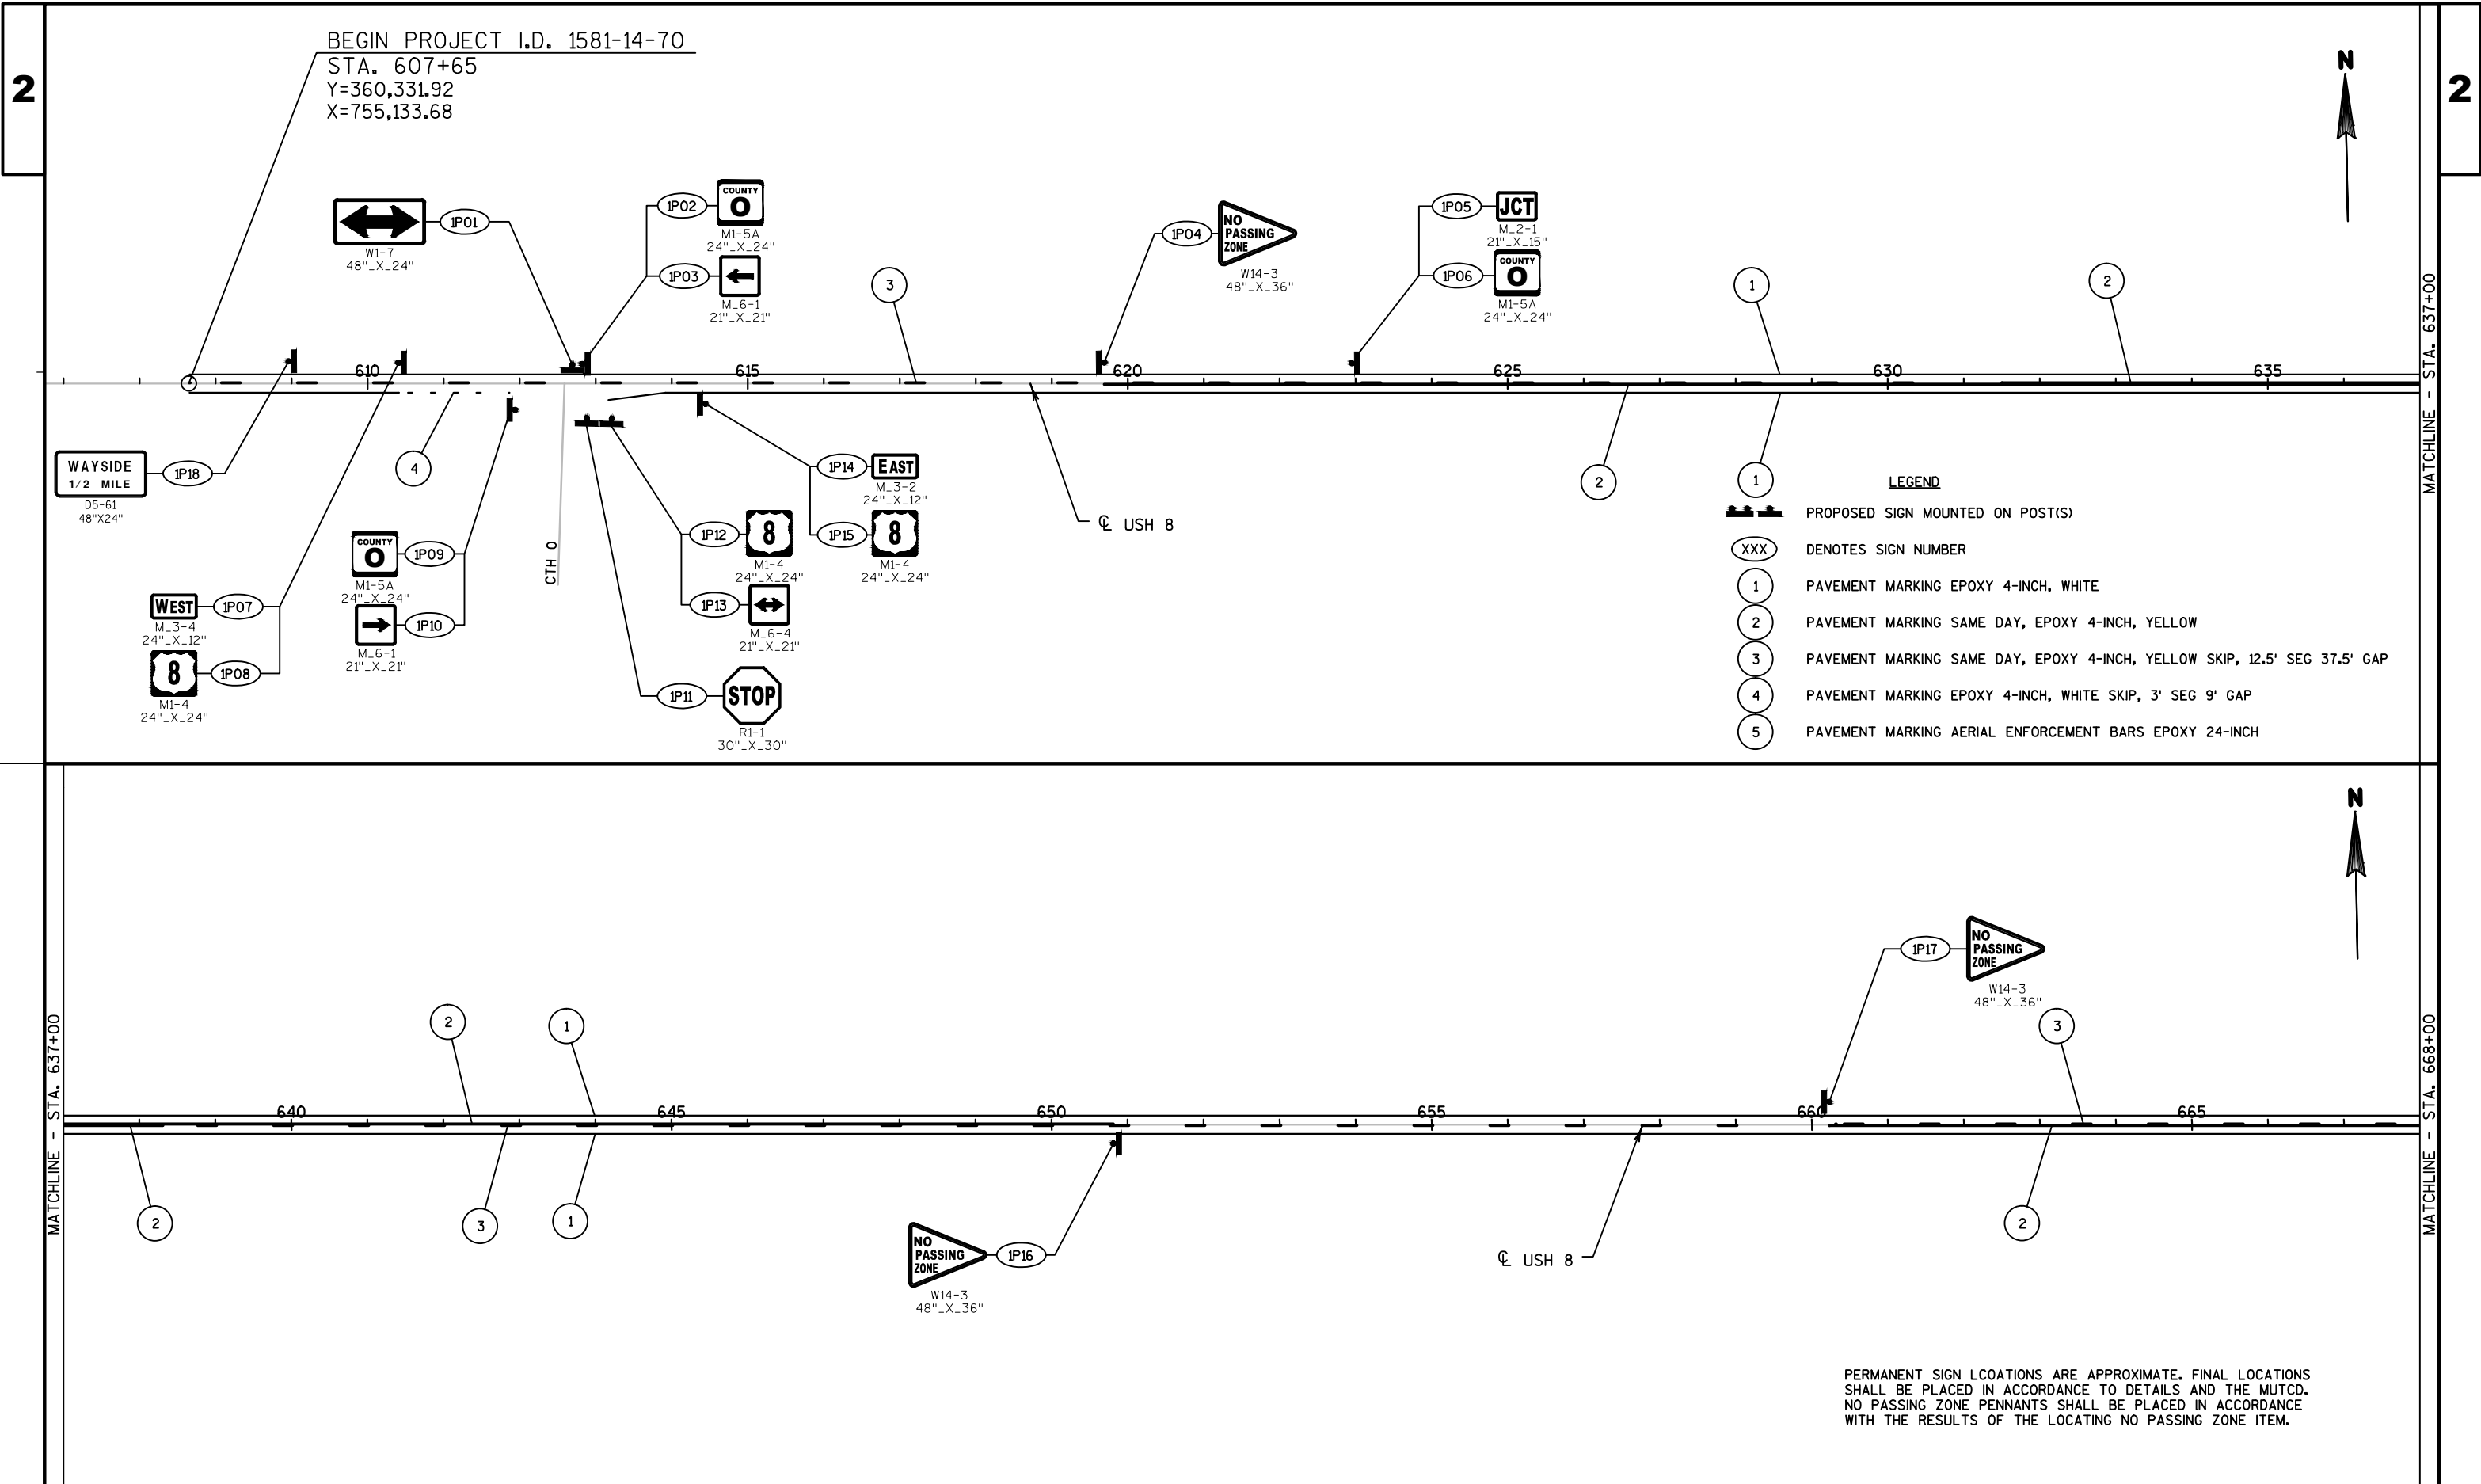 2
2
BEGIN PROJECT I.D. 1581-14-70
STA. 607+65
Y=360,331.92
X=755,133.68
N
1P01
W1-7
48"_X_24"
1P02
COUNTY
O
M1-5A
24"_X_24"
1P03
M_6-1
21"_X_21"
3
1P04
NO
PASSING
ZONE
W14-3
48"_X_36"
1P05
JCT
M_2-1
21"_X_15"
1P06
COUNTY
O
M1-5A
24"_X_24"
1
2
610
615
620
625
630
635
MATCHLINE - STA. 637+00
WAYSIDE
1/2 MILE
D5-61
48"X24"
1P18
4
WEST
1P07
M_3-4
24"_X_12"
8
1P08
M1-4
24"_X_24"
COUNTY
O
1P09
M1-5A
24"_X_24"
1P10
M_6-1
21"_X_21"
CTH O
1P14
EAST
M_3-2
24"_X_12"
1P12
8
M1-4
24"_X_24"
1P15
8
M1-4
24"_X_24"
1P13
M_6-4
21"_X_21"
1P11
STOP
R1-1
30"_X_30"
℄ USH 8
2
1
LEGEND
PROPOSED SIGN MOUNTED ON POST(S)
XXX DENOTES SIGN NUMBER
1 PAVEMENT MARKING EPOXY 4-INCH, WHITE
2 PAVEMENT MARKING SAME DAY, EPOXY 4-INCH, YELLOW
3 PAVEMENT MARKING SAME DAY, EPOXY 4-INCH, YELLOW SKIP, 12.5' SEG 37.5' GAP
4 PAVEMENT MARKING EPOXY 4-INCH, WHITE SKIP, 3' SEG 9' GAP
5 PAVEMENT MARKING AERIAL ENFORCEMENT BARS EPOXY 24-INCH
N
MATCHLINE - STA. 637+00
2
1
1P17
NO
PASSING
ZONE
W14-3
48"_X_36"
3
640
645
650
655
660
665
MATCHLINE - STA. 668+00
2
3
1
NO
PASSING
ZONE
1P16
W14-3
48"_X_36"
℄ USH 8
2
PERMANENT SIGN LCOATIONS ARE APPROXIMATE. FINAL LOCATIONS
SHALL BE PLACED IN ACCORDANCE TO DETAILS AND THE MUTCD.
NO PASSING ZONE PENNANTS SHALL BE PLACED IN ACCORDANCE
WITH THE RESULTS OF THE LOCATING NO PASSING ZONE ITEM.